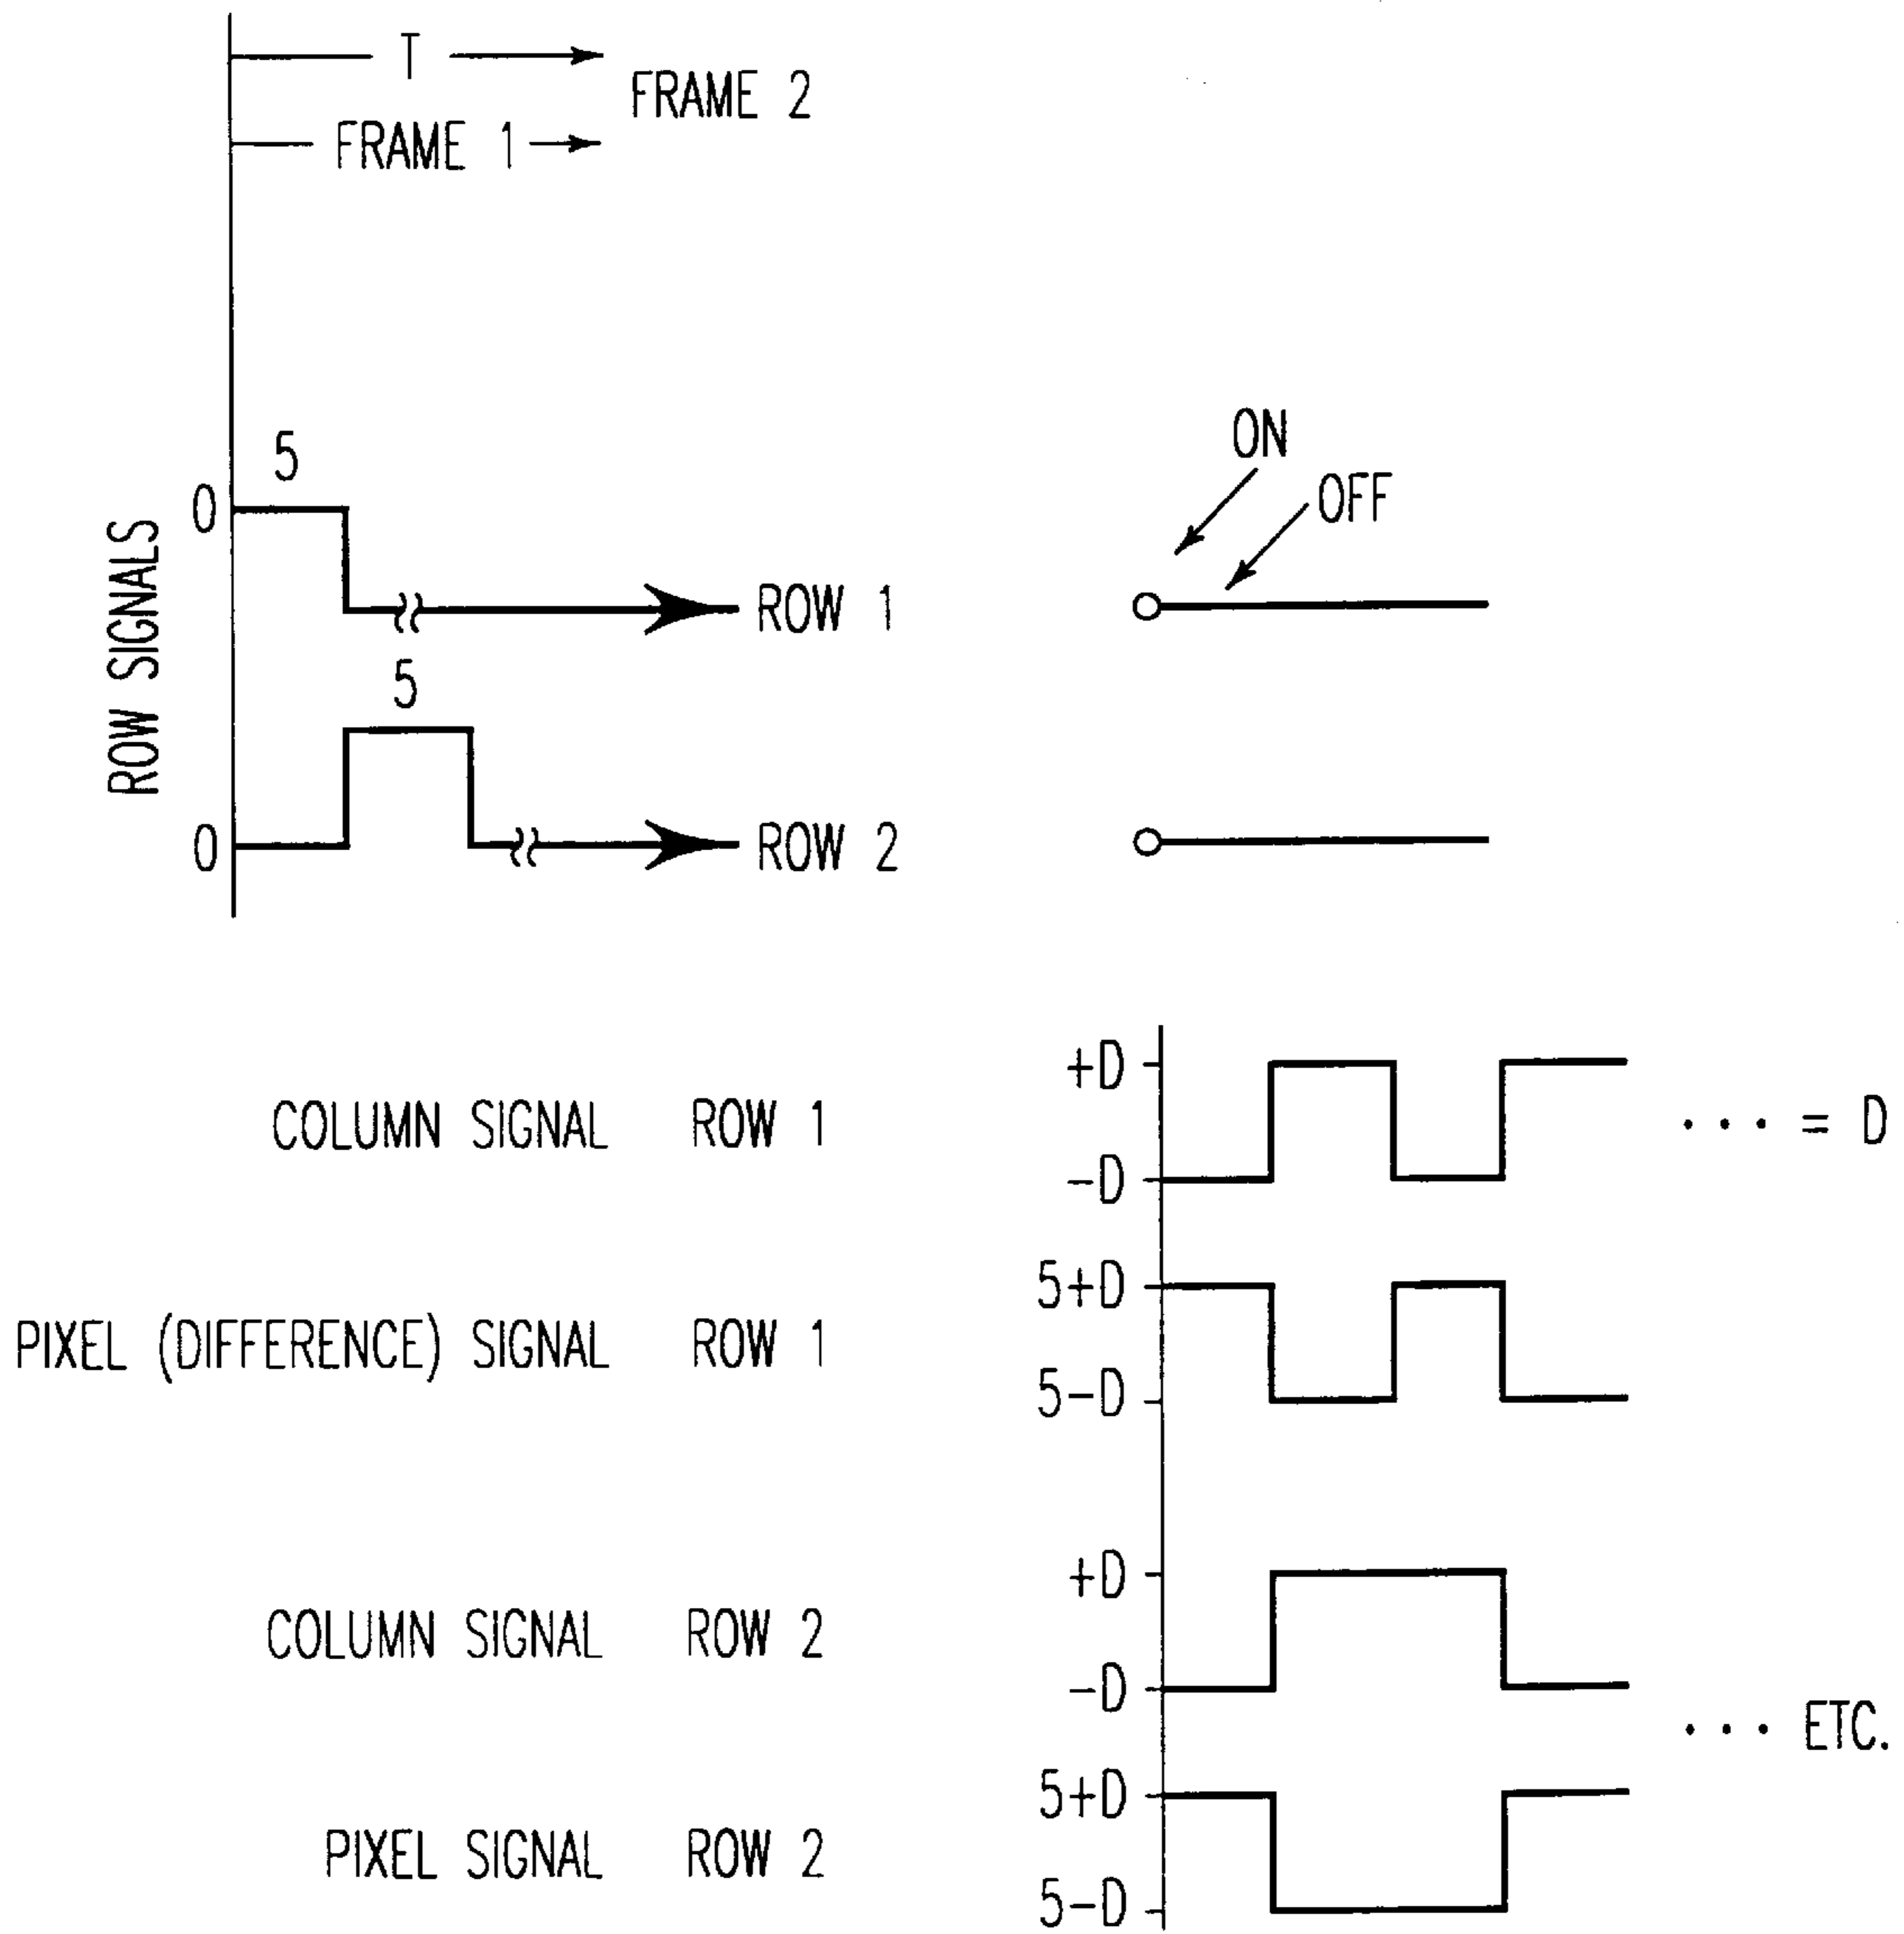 T
FRAME 2
FRAME 1
ROW SIGNALS
5
0
ROW 1
ON
OFF
5
0
ROW 2
+D
COLUMN SIGNAL ROW 1
··· = D
-D
5+D
PIXEL (DIFFERENCE) SIGNAL ROW 1
5-D
+D
COLUMN SIGNAL ROW 2
-D
··· ETC.
5+D
PIXEL SIGNAL ROW 2
5-D